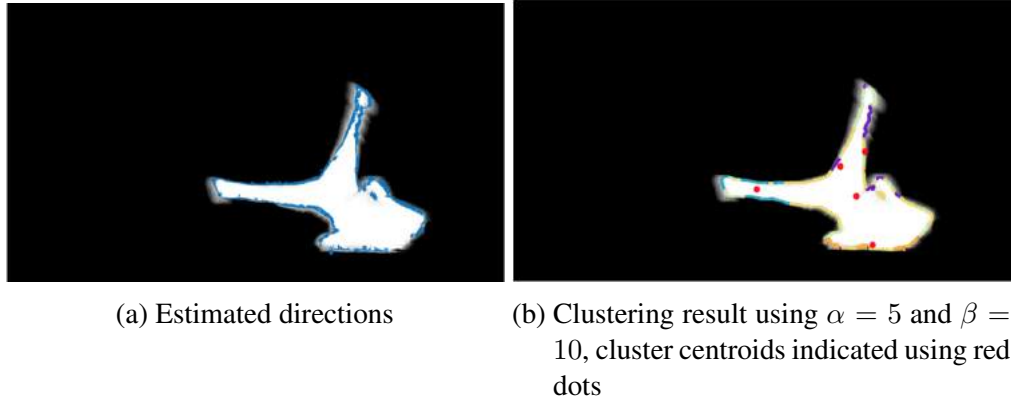 (a) Estimated directions
(b) Clustering result using α = 5 and β =
10, cluster centroids indicated using red
dots